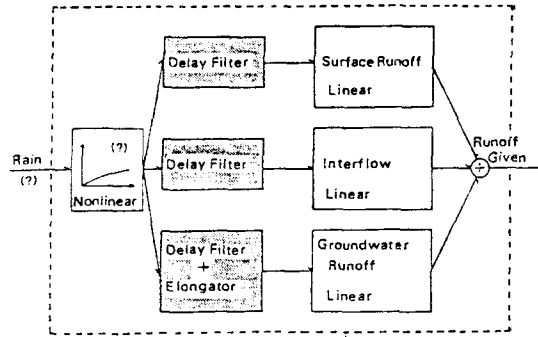 Delay Filter
Surface Runoff
Linear
Rain
(?)
(?)
Nonlinear
Delay Filter
Interflow
Linear
Runoff
Given
+
Delay Filter
+
Elongator
Groundwater
Runoff
Linear